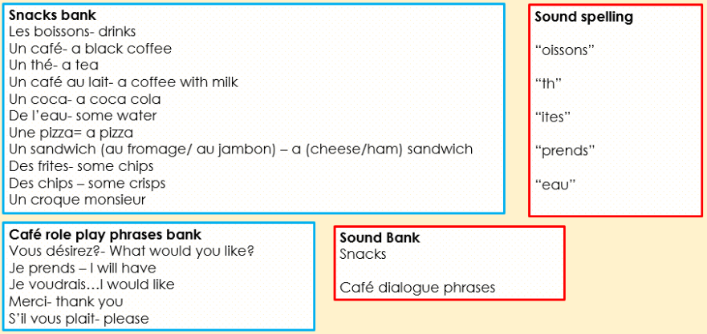 Snacks bank
Les boissons- drinks
Un café- a black coffee
Un thé- a tea
Un café au lait- a coffee with milk
Un coca- a coca cola
De l'eau- some water
Une pizza= a pizza
Un sandwich (au fromage/ au jambon) – a (cheese/ham) sandwich
Des frites- some chips
Des chips – some crisps
Un croque monsieur
Sound spelling
"oissons"
"th"
"ites"
"prends"
"eau"
Café role play phrases bank
Vous désirez?- What would you like?
Je prends – I will have
Je voudrais...I would like
Merci- thank you
S'il vous plait- please
Sound Bank
Snacks
Café dialogue phrases